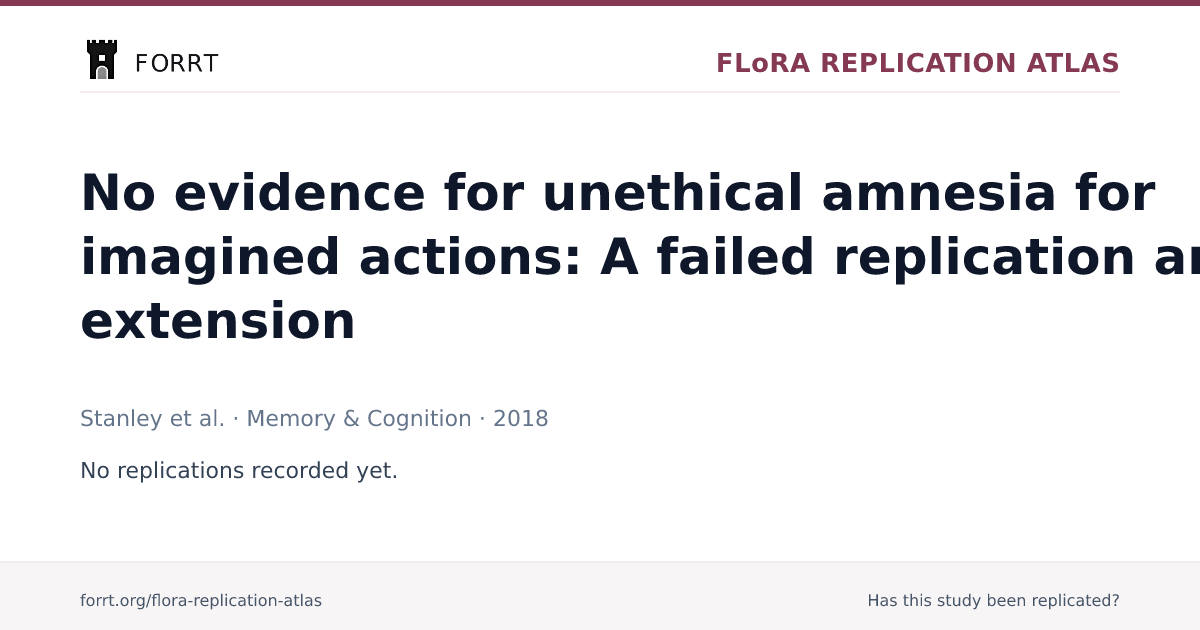 FORRT
FLoRA REPLICATION ATLAS
No evidence for unethical amnesia for
imagined actions: A failed replication
extension
Stanley et al. · Memory & Cognition · 2018
No replications recorded yet.
forrt.org/flora-replication-atlas
Has this study been replicated?